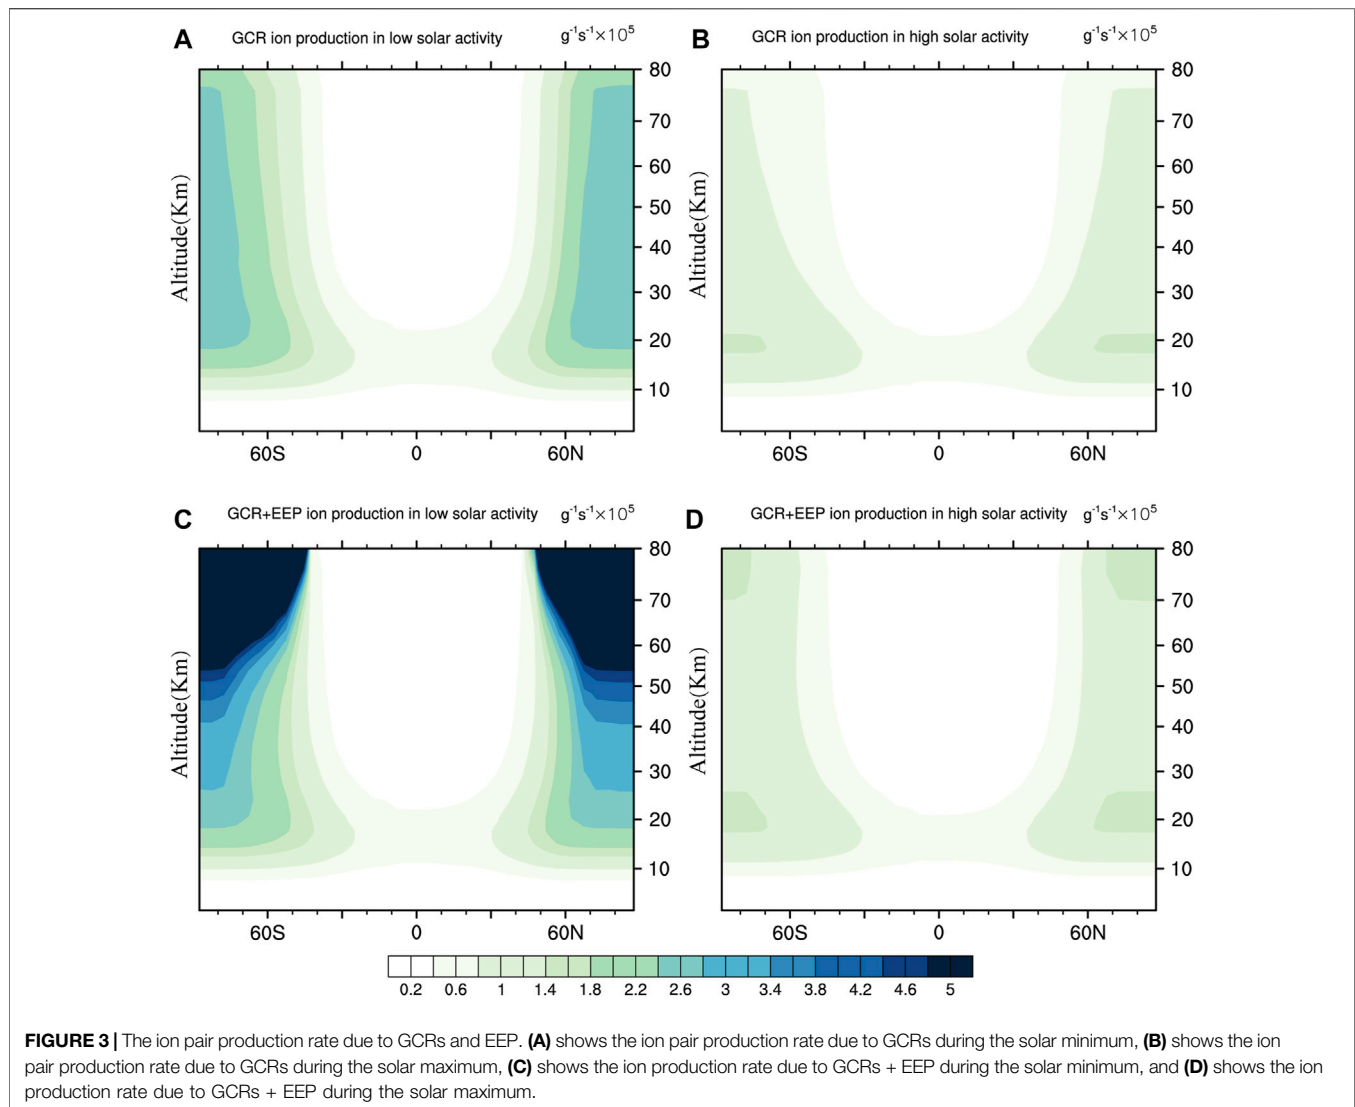 A GCR ion production in low solar activity g⁻¹s⁻¹×10⁵
B GCR ion production in high solar activity g⁻¹s⁻¹×10⁵
80
70
60
50
40
30
20
10
Altitude(Km)
60S 0 60N
80
70
60
50
40
30
20
10
Altitude(Km)
60S 0 60N
C GCR+EEP ion production in low solar activity g⁻¹s⁻¹×10⁵
D GCR+EEP ion production in high solar activity g⁻¹s⁻¹×10⁵
80
70
60
50
40
30
20
10
Altitude(Km)
60S 0 60N
80
70
60
50
40
30
20
10
Altitude(Km)
60S 0 60N
0.2 0.6 1 1.4 1.8 2.2 2.6 3 3.4 3.8 4.2 4.6 5
FIGURE 3 | The ion pair production rate due to GCRs and EEP. (A) shows the ion pair production rate due to GCRs during the solar minimum, (B) shows the ion
pair production rate due to GCRs during the solar maximum, (C) shows the ion production rate due to GCRs + EEP during the solar minimum, and (D) shows the ion
production rate due to GCRs + EEP during the solar maximum.